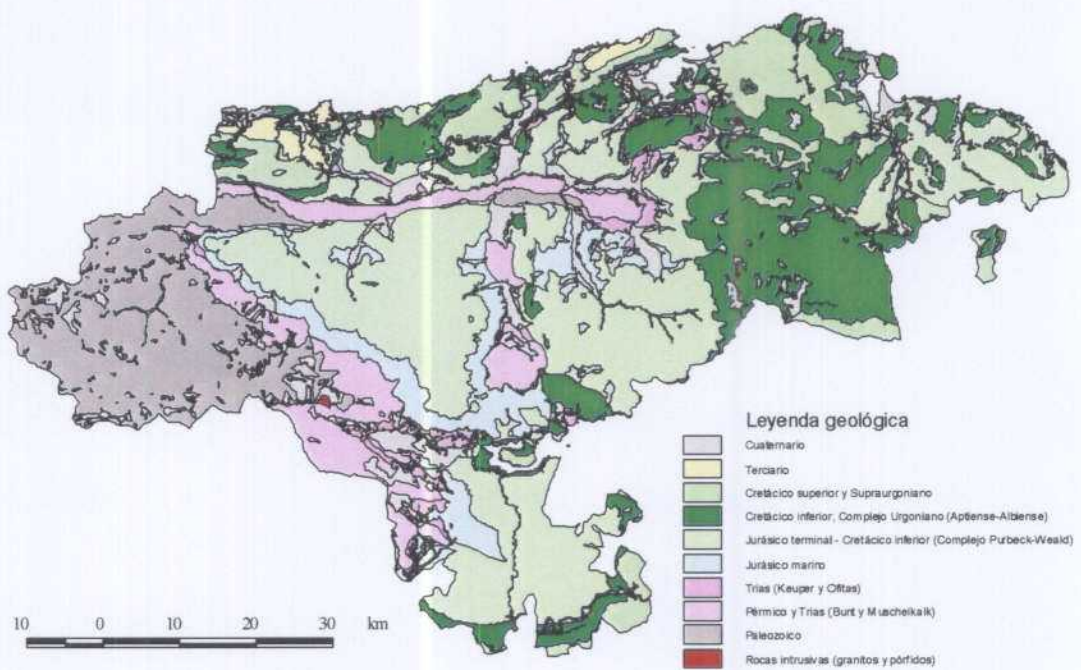 Leyenda geológica
Cuaternario
Terciario
Cretácico superior y Supraurgoniano
Cretácico inferior, Complejo Urgoniano (Aptiense-Albiense)
Jurásico terminal - Cretácico inferior (Complejo Purbeck-Weald)
Jurásico marino
Trias (Keuper y Ofitas)
Pérmico y Trias (Bunt y Muschelkalk)
Paleozoico
Rocas intrusivas (granitos y pórfidos)
10 0 10 20 30 km